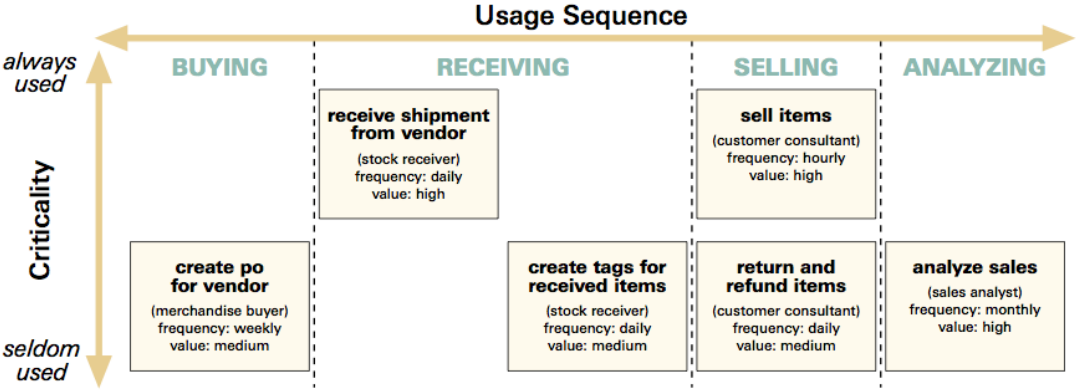 Usage Sequence
always
used
BUYING
RECEIVING
SELLING
ANALYZING
Criticality
receive shipment
from vendor
(stock receiver)
frequency: daily
value: high
sell items
(customer consultant)
frequency: hourly
value: high
create po
for vendor
(merchandise buyer)
frequency: weekly
value: medium
create tags for
received items
(stock receiver)
frequency: daily
value: medium
return and
refund items
(customer consultant)
frequency: daily
value: medium
analyze sales
(sales analyst)
frequency: monthly
value: high
seldom
used